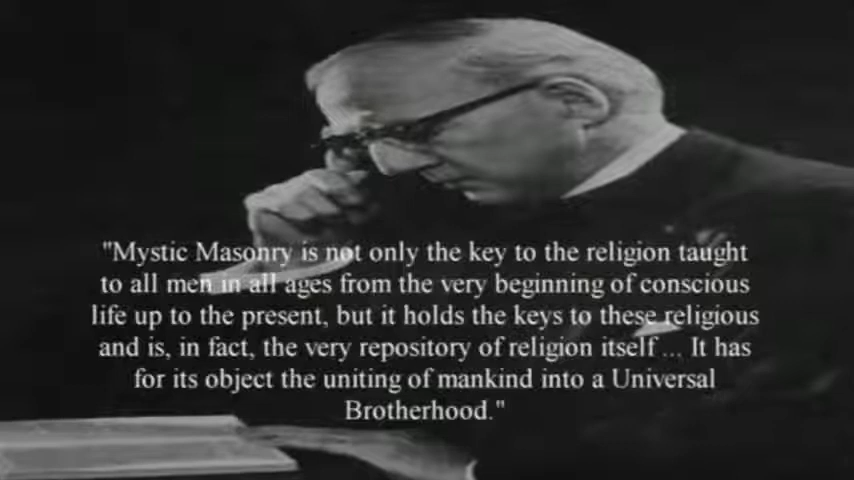 "Mystic Masonry is not only the key to the religion taught
to all men in all ages from the very beginning of conscious
life up to the present, but it holds the keys to these religious
and is, in fact, the very repository of religion itself ... It has
for its object the uniting of mankind into a Universal
Brotherhood."